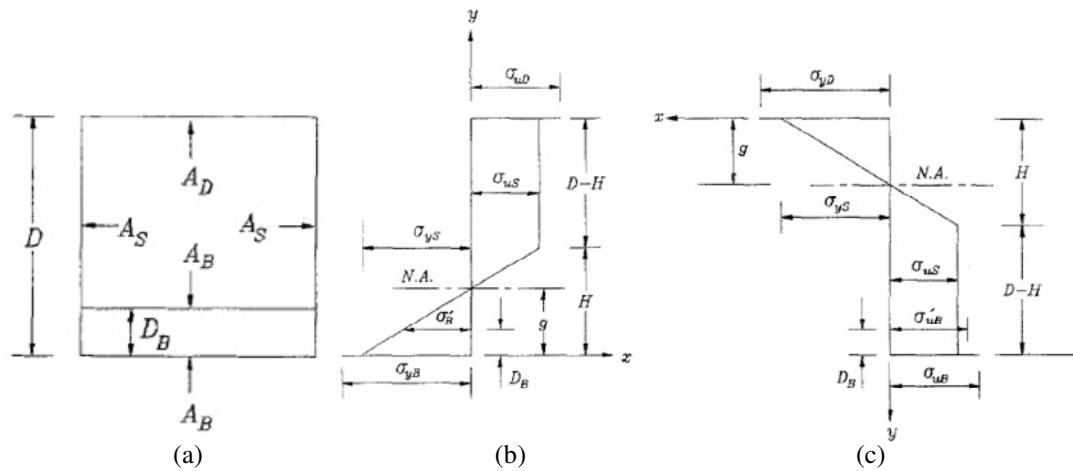 D
A_D
A_S
A_S
A_B
D_B
A_B
(a)
y
σ_uD
σ_uS
D-H
σ_yS
N.A.
H
g
σ'_B
x
σ_yB
D_B
(b)
σ_yD
x
g
N.A.
H
σ_yS
σ_uS
D-H
σ'_uB
D_B
σ_uB
y
(c)